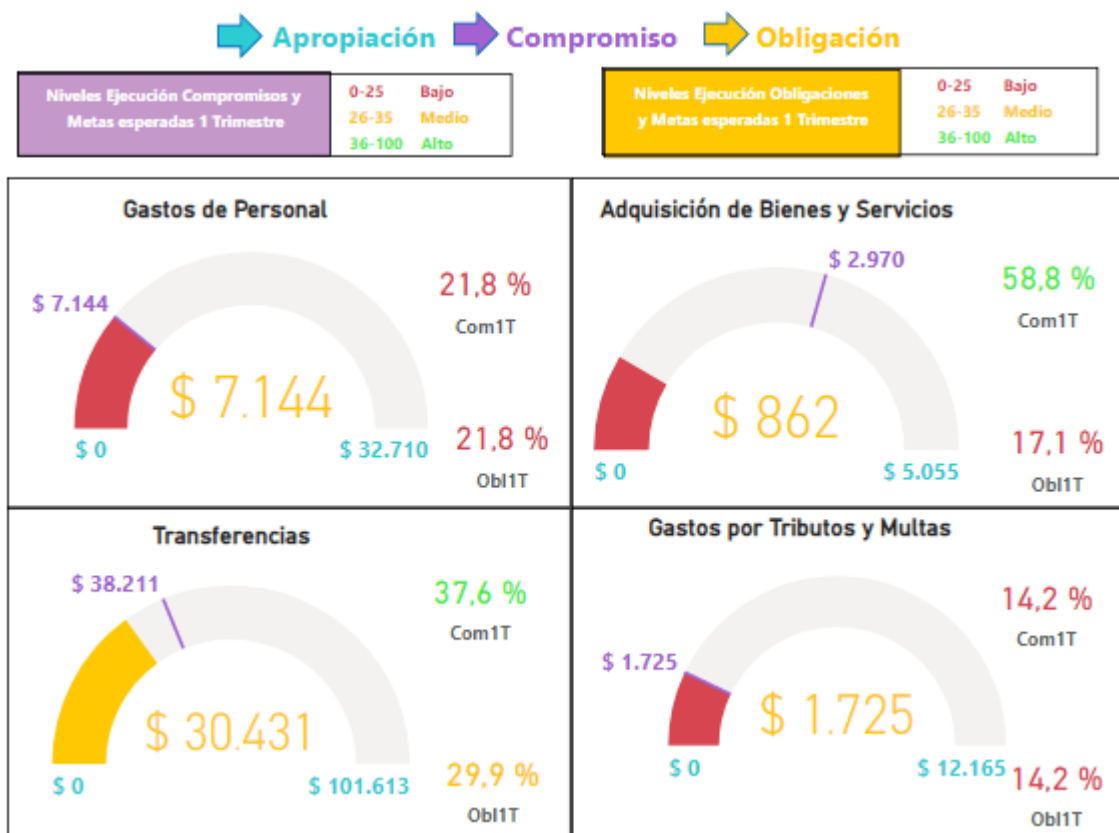 Apropiación Compromiso Obligación
Niveles Ejecución Compromisos y
Metas esperadas 1 Trimestre
0-25 Bajo
26-35 Medio
36-100 Alto
Niveles Ejecución Obligaciones
y Metas esperadas 1 Trimestre
0-25 Bajo
26-35 Medio
36-100 Alto
Gastos de Personal
$ 7.144
21,8 %
Com1T
$ 7.144
$ 0
$ 32.710
21,8 %
Obl1T
Adquisición de Bienes y Servicios
$ 2.970
58,8 %
Com1T
$ 862
$ 0
$ 5.055
17,1 %
Obl1T
Transferencias
$ 38.211
37,6 %
Com1T
$ 30.431
$ 0
$ 101.613
29,9 %
Obl1T
Gastos por Tributos y Multas
14,2 %
Com1T
$ 1.725
$ 1.725
$ 0
$ 12.165
14,2 %
Obl1T